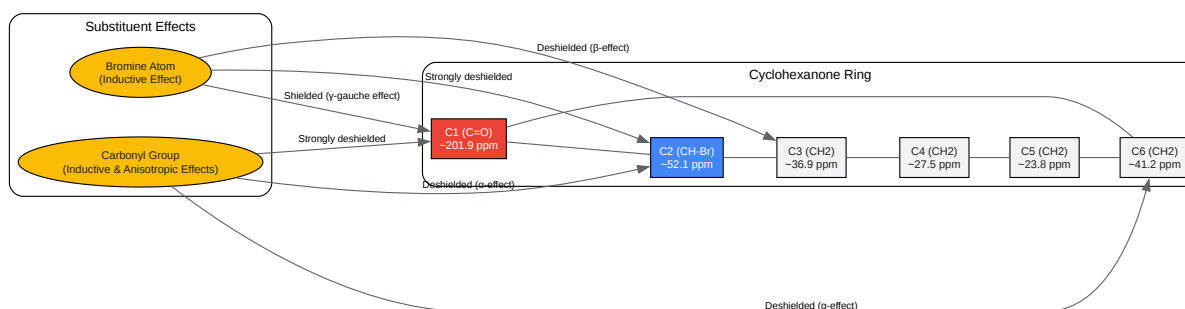 Substituent Effects
Bromine Atom
(Inductive Effect)
Carbonyl Group
(Inductive & Anisotropic Effects)
Deshielded (β-effect)
Strongly deshielded
Shielded (γ-gauche effect)
Strongly deshielded
Deshielded (α-effect)
Deshielded (α-effect)
Cyclohexanone Ring
C1 (C=O)
~201.9 ppm
C2 (CH-Br)
~52.1 ppm
C3 (CH2)
~36.9 ppm
C4 (CH2)
~27.5 ppm
C5 (CH2)
~23.8 ppm
C6 (CH2)
~41.2 ppm